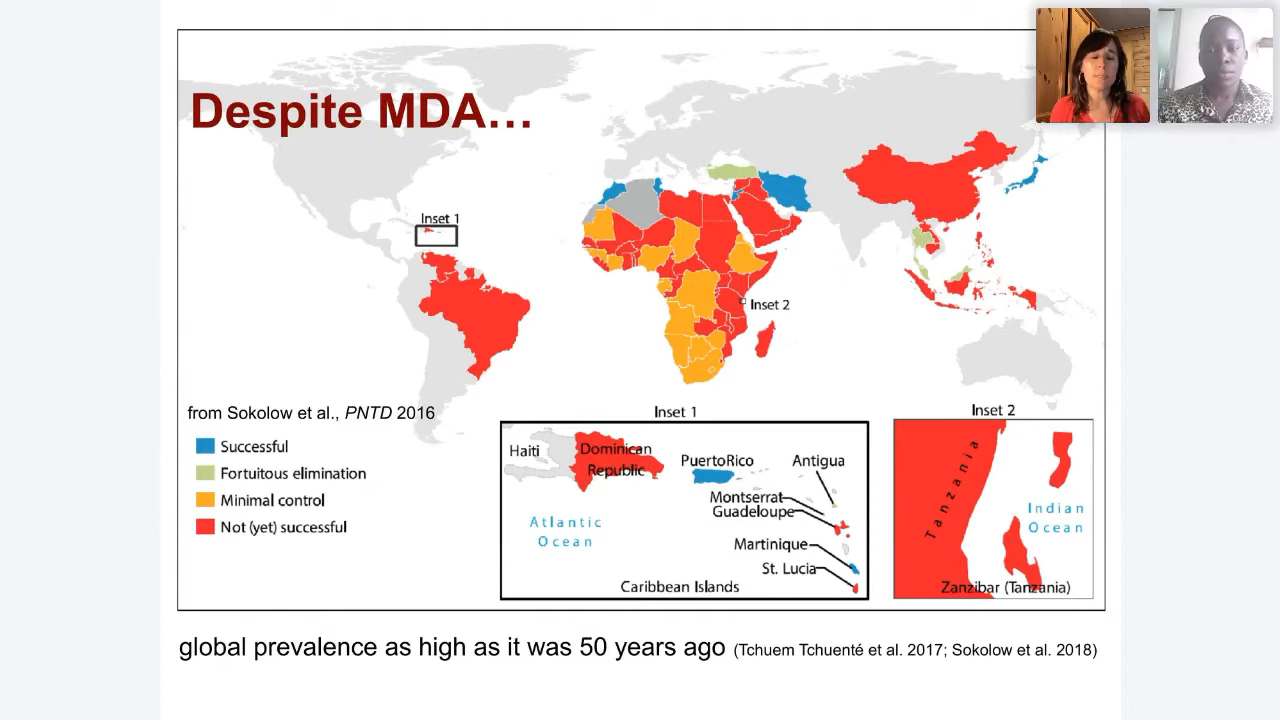 Despite MDA…
Inset 1
Inset 2
from Sokolow et al., PNTD 2016
Successful
Fortuitous elimination
Minimal control
Not (yet) successful
Inset 1
Haiti
Dominican
Republic
PuertoRico
Antigua
Montserrat
Guadeloupe
Atlantic
Ocean
Martinique
St. Lucia
Caribbean Islands
Inset 2
Tanzania
Indian
Ocean
Zanzibar (Tanzania)
global prevalence as high as it was 50 years ago (Tchuem Tchuenté et al. 2017; Sokolow et al. 2018)